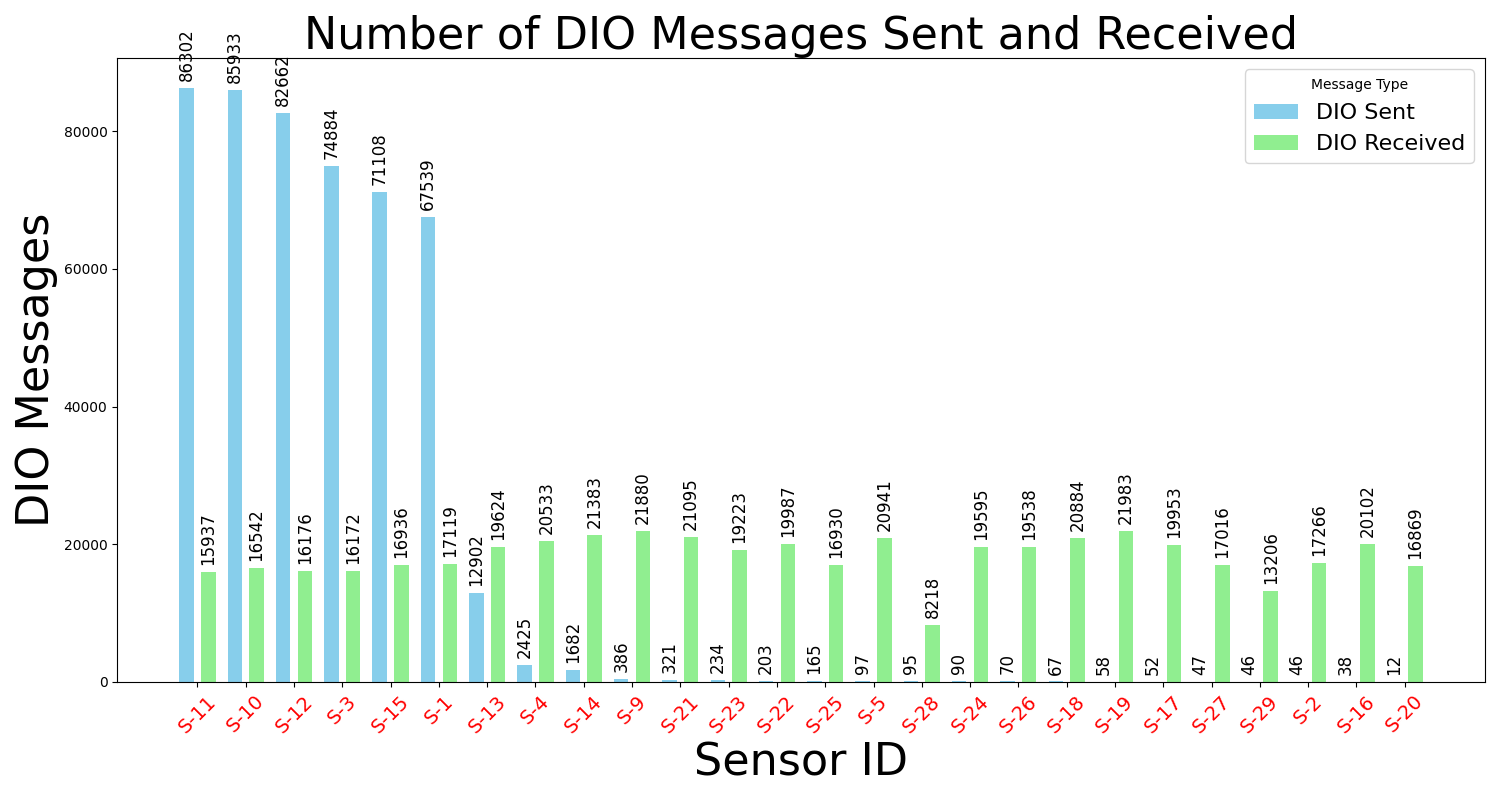 Number of DIO Messages Sent and Received
Message Type
DIO Sent
DIO Received
DIO Messages
80000
60000
40000
20000
0
86302
15937
85933
16542
82662
16176
74884
16172
71108
16936
67539
17119
12902
19624
2425
20533
1682
21383
386
21880
321
21095
234
19223
203
19987
165
16930
97
20941
95
8218
90
19595
70
19538
67
20884
58
21983
52
19953
47
17016
46
13206
46
17266
38
20102
12
16869
S-11
S-10
S-12
S-3
S-15
S-1
S-13
S-4
S-14
S-9
S-21
S-23
S-22
S-25
S-5
S-28
S-24
S-26
S-18
S-19
S-17
S-27
S-29
S-2
S-16
S-20
Sensor ID